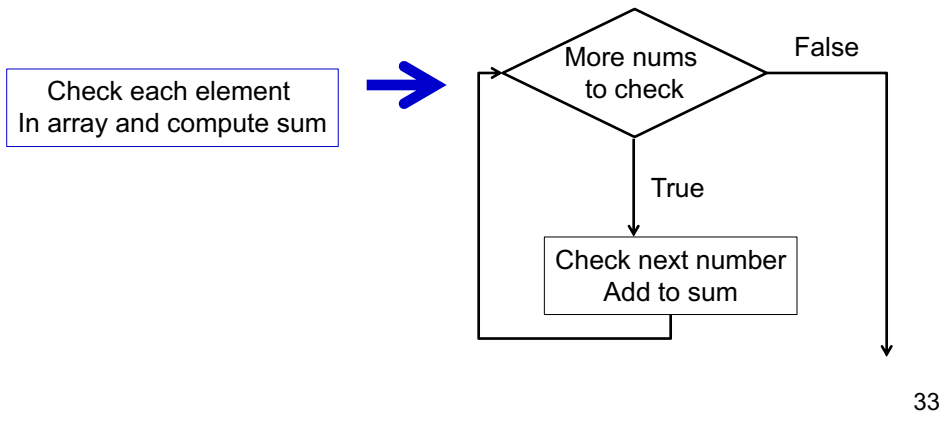 Check each element
In array and compute sum
More nums
to check
False
True
Check next number
Add to sum
33